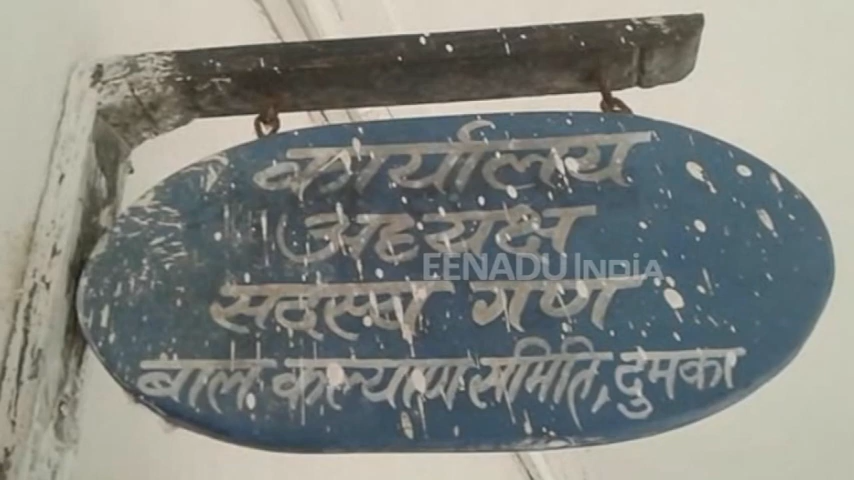 कार्यालय
अध्यक्ष
EENADU INDIA
सदस्य गण
बाल कल्याण समिति, दुमका